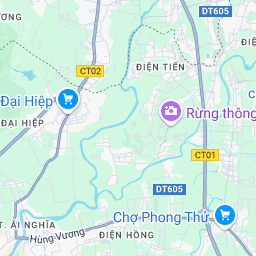 DT605
ƯƠNG
ĐIỆN TIẾN
CT02
Đại Hiệp
Rừng thông
ĐẠI HIỆP
CT01
DT605
Chợ Phong Thử
T. ÁI NGHĨA
Hùng Vương
ĐIỆN HỒNG